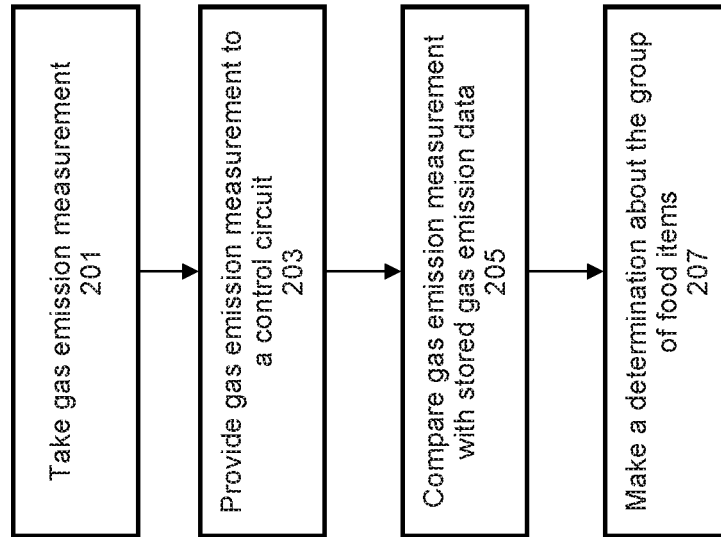 Take gas emission measurement
201
Provide gas emission measurement to
a control circuit
203
Compare gas emission measurement
with stored gas emission data
205
Make a determination about the group
of food items
207